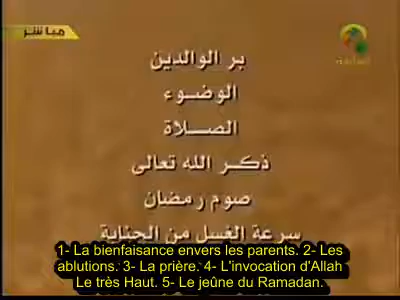 مباشر
بر الوالدين
الوضوء
الصلاة
ذكر الله تعالى
صوم رمضان
سرعة الغسل من الجنابة
1- La bienfaisance envers les parents. 2- Les
ablutions. 3- La prière. 4- L'invocation d'Allah
Le très Haut. 5- Le jeûne du Ramadan.